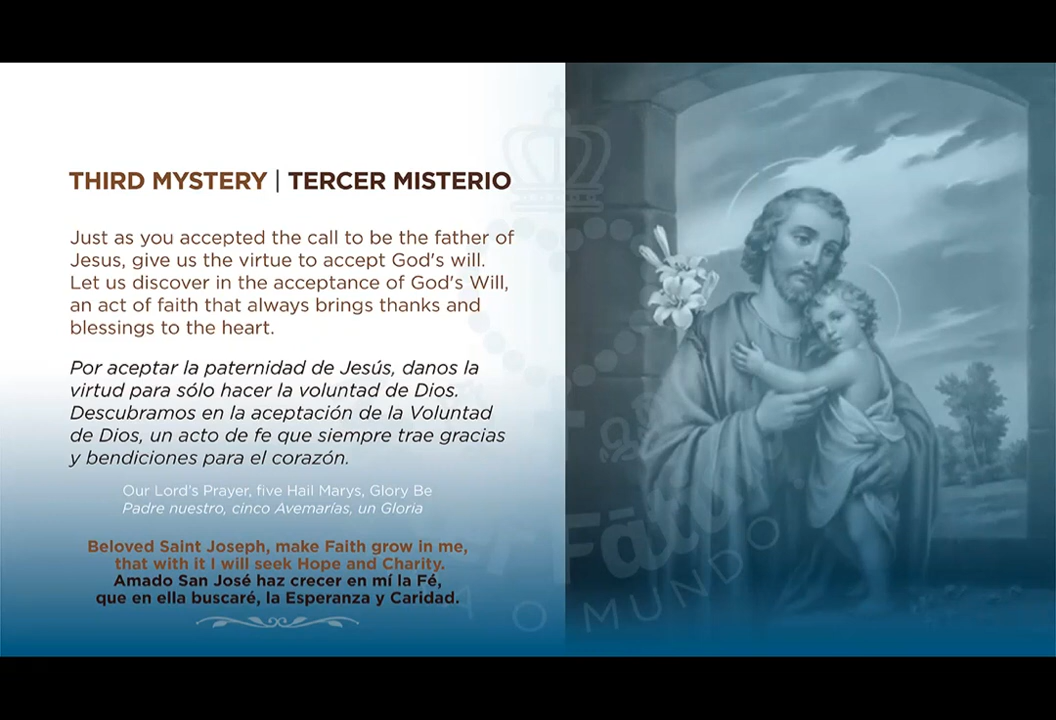 THIRD MYSTERY | TERCER MISTERIO
Just as you accepted the call to be the father of
Jesus, give us the virtue to accept God's will.
Let us discover in the acceptance of God's Will,
an act of faith that always brings thanks and
blessings to the heart.
Por aceptar la paternidad de Jesús, danos la
virtud para sólo hacer la voluntad de Dios.
Descubramos en la aceptación de la Voluntad
de Dios, un acto de fe que siempre trae gracias
y bendiciones para el corazón.
Our Lord's Prayer, five Hail Marys, Glory Be
Padre nuestro, cinco Avemarías, un Gloria
Beloved Saint Joseph, make Faith grow in me,
that with it I will seek Hope and Charity.
Amado San José haz crecer en mí la Fé,
que en ella buscaré, la Esperanza y Caridad.
O MUNDO